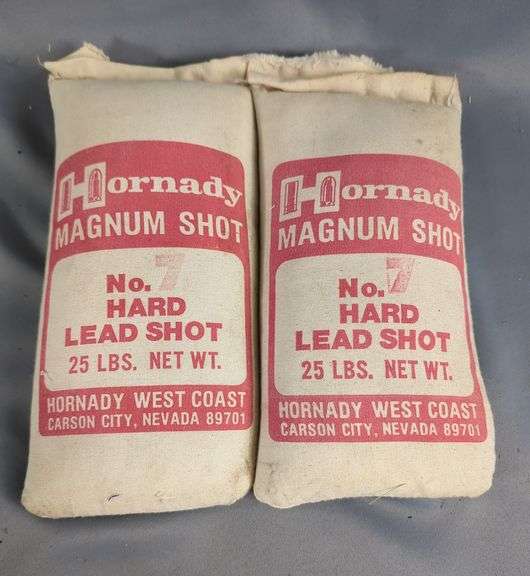 Hornady
MAGNUM SHOT
No. 7
HARD
LEAD SHOT
25 LBS. NET WT.
HORNADY WEST COAST
CARSON CITY, NEVADA 89701
Hornady
MAGNUM SHOT
No. 7
HARD
LEAD SHOT
25 LBS. NET WT.
HORNADY WEST COAST
CARSON CITY, NEVADA 89701